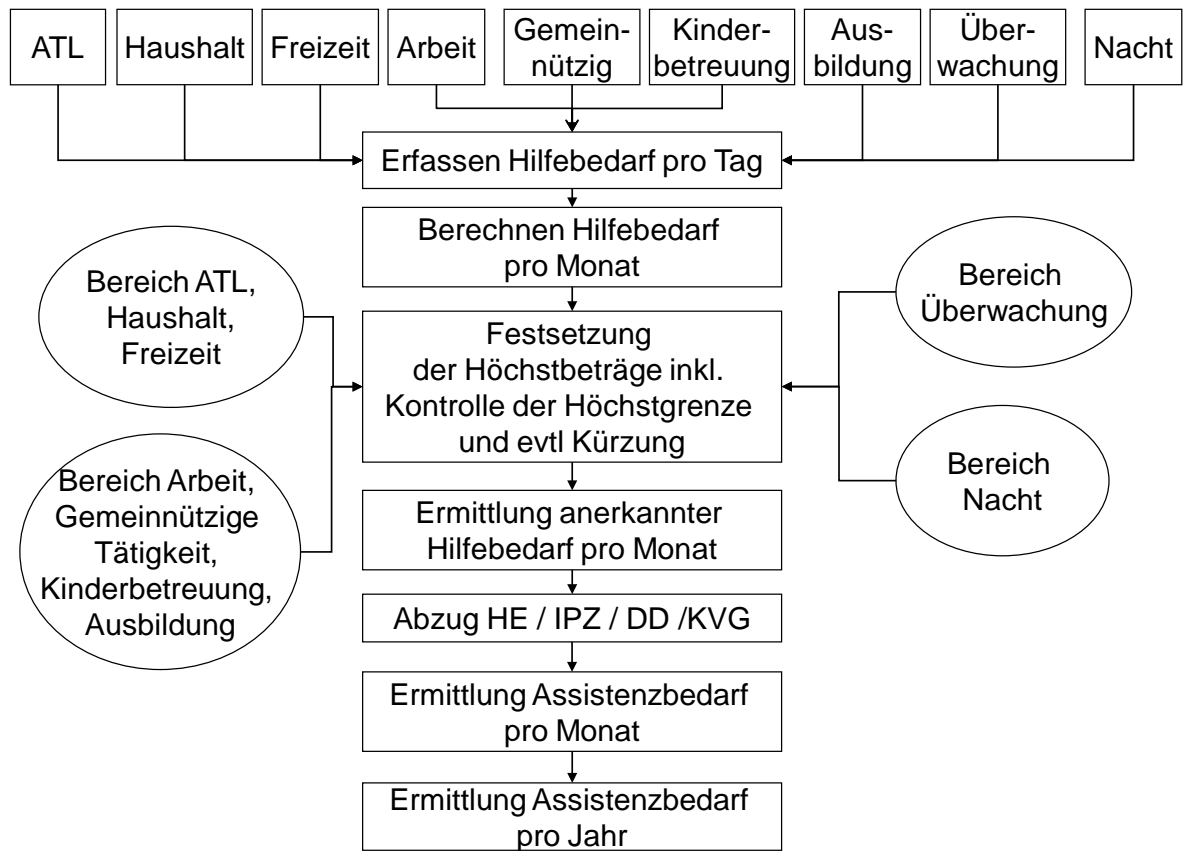 ATL
Haushalt
Freizeit
Arbeit
Gemein-
nützig
Kinder-
betreuung
Aus-
bildung
Über-
wachung
Nacht
Erfassen Hilfebedarf pro Tag
Berechnen Hilfebedarf
pro Monat
Bereich ATL,
Haushalt,
Freizeit
Bereich
Überwachung
Festsetzung
der Höchstbeträge inkl.
Kontrolle der Höchstgrenze
und evtl Kürzung
Bereich Arbeit,
Gemeinnützige
Tätigkeit,
Kinderbetreuung,
Ausbildung
Bereich
Nacht
Ermittlung anerkannter
Hilfebedarf pro Monat
Abzug HE / IPZ / DD /KVG
Ermittlung Assistenzbedarf
pro Monat
Ermittlung Assistenzbedarf
pro Jahr